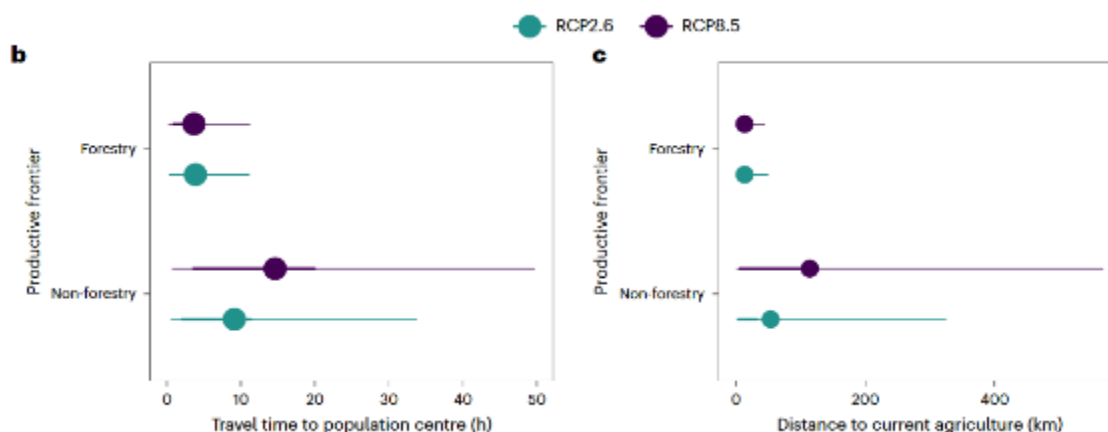 RCP2.6 RCP8.5
b
Productive frontier
Forestry
Non-forestry
0 10 20 30 40 50
Travel time to population centre (h)
c
Productive frontier
Forestry
Non-forestry
0 200 400
Distance to current agriculture (km)